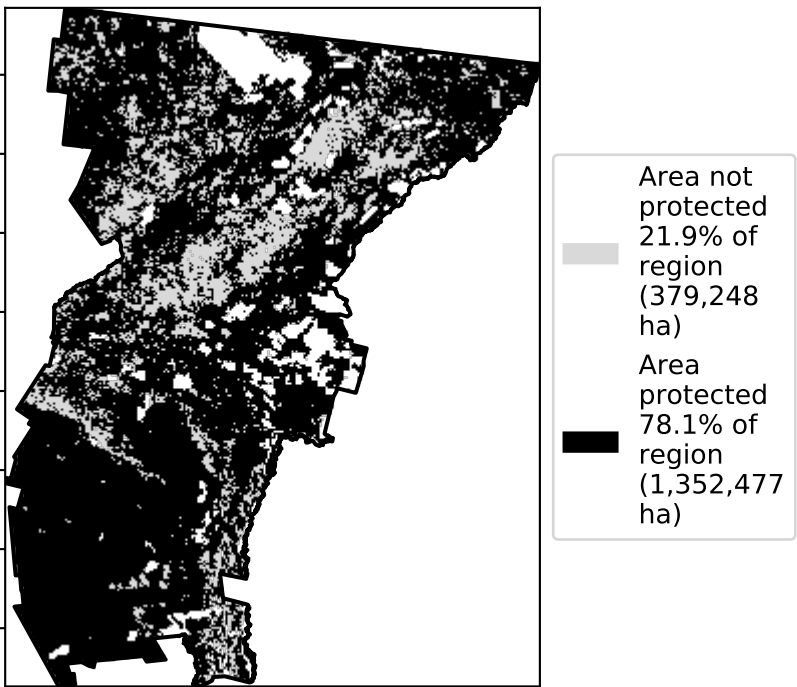 Area not
protected
21.9% of
region
(379,248
ha)
Area
protected
78.1% of
region
(1,352,477
ha)